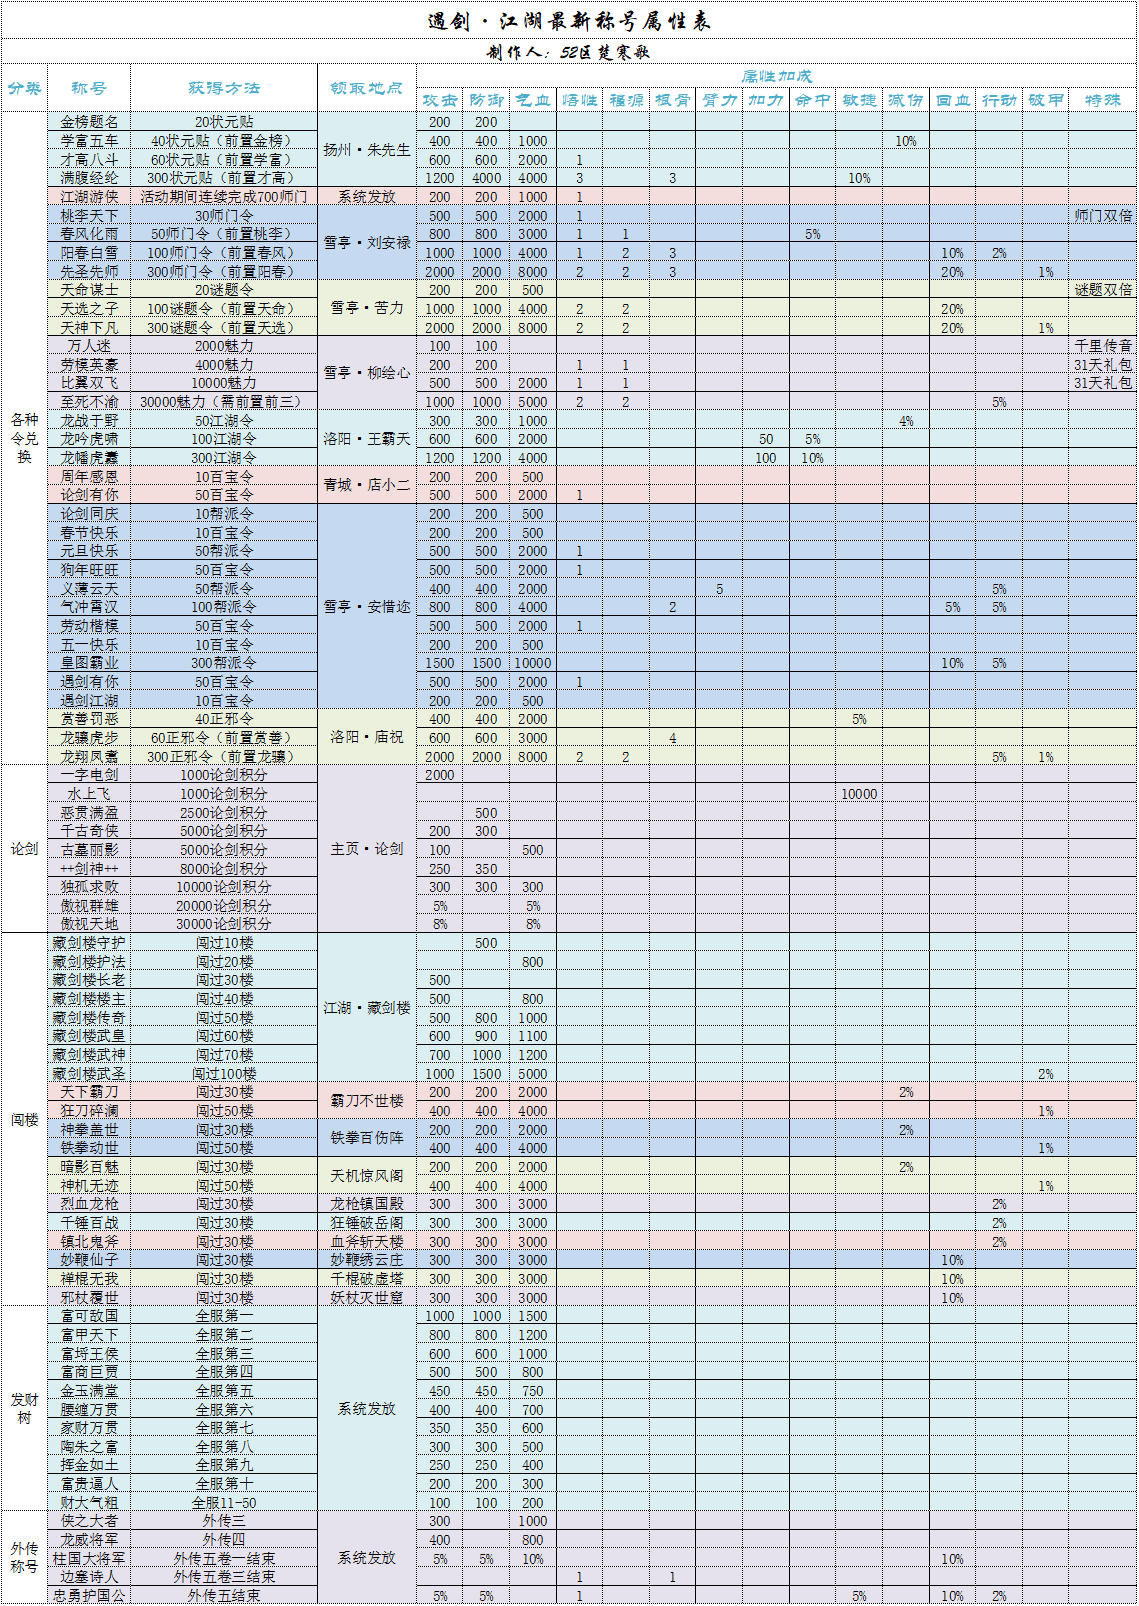 遇剑·江湖最新称号属性表
制作人：52区楚寒歌
分类 称号 获得方法 领取地点 属性加成
攻击 防御 气血 悟性 福源 根骨 臂力 加力 命中 敏捷 减伤 回血 行动 破甲 特殊
各种令兑换
扬州·朱先生
金榜题名 20状元贴 200 200
学富五车 40状元贴（前置金榜） 400 400 1000 10%
才高八斗 60状元贴（前置学富） 600 600 2000 1
满腹经纶 300状元贴（前置才高） 1200 4000 4000 3 3 10%
江湖游侠 活动期间连续完成700师门 系统发放 200 200 1000 1
雪亭·刘安禄
桃李天下 30师门令 500 500 2000 1 师门双倍
春风化雨 50师门令（前置桃李） 800 800 3000 1 1 5%
阳春白雪 100师门令（前置春风） 1000 1000 4000 1 2 3 10% 2%
先圣先师 300师门令（前置阳春） 2000 2000 8000 2 2 3 20% 1%
雪亭·苦力
天命谋士 20谜题令 200 200 500 谜题双倍
天选之子 100谜题令（前置天命） 1000 1000 4000 2 2 20%
天神下凡 300谜题令（前置天选） 2000 2000 8000 2 2 20% 1%
雪亭·柳绘心
万人迷 2000魅力 100 100 千里传音
劳模英豪 4000魅力 200 200 1 1 31天礼包
比翼双飞 10000魅力 500 500 2000 1 1 31天礼包
至死不渝 30000魅力（需前置前三） 1000 1000 5000 2 2 5%
洛阳·王霸天
龙战于野 50江湖令 300 300 1000 4%
龙吟虎啸 100江湖令 600 600 2000 50 5%
龙幡虎纛 300江湖令 1200 1200 4000 100 10%
青城·店小二
周年感恩 10百宝令 200 200 500
论剑有你 50百宝令 500 500 2000 1
雪亭·安惜迩
论剑同庆 10帮派令 200 200 500
春节快乐 10百宝令 200 200 500
元旦快乐 50帮派令 500 500 2000 1
狗年旺旺 50百宝令 500 500 2000 1
义薄云天 50帮派令 400 400 2000 5 5%
气冲霄汉 100帮派令 800 800 4000 2 5% 5%
劳动楷模 50百宝令 500 500 2000 1
五一快乐 10百宝令 200 200 500
皇图霸业 300帮派令 1500 1500 10000 10% 5%
遇剑有你 50百宝令 500 500 2000 1
遇剑江湖 10百宝令 200 200 500
洛阳·庙祝
赏善罚恶 40正邪令 400 400 2000 5%
龙骧虎步 60正邪令（前置赏善） 600 600 3000 4
龙翔凤翥 300正邪令（前置龙骧） 2000 2000 8000 2 2 5% 1%
论剑
主页·论剑
一字电剑 1000论剑积分 2000
水上飞 1000论剑积分 10000
恶贯满盈 2500论剑积分 500
千古奇侠 5000论剑积分 200 300
古墓丽影 5000论剑积分 100 500
++剑神++ 8000论剑积分 250 350
独孤求败 10000论剑积分 300 300 300
傲视群雄 20000论剑积分 5% 5%
傲视天地 30000论剑积分 8% 8%
闯楼
江湖·藏剑楼
藏剑楼守护 闯过10楼 500
藏剑楼护法 闯过20楼 800
藏剑楼长老 闯过30楼 500
藏剑楼楼主 闯过40楼 500 800
藏剑楼传奇 闯过50楼 500 800 1000
藏剑楼武皇 闯过60楼 600 900 1100
藏剑楼武神 闯过70楼 700 1000 1200
藏剑楼武圣 闯过100楼 1000 1500 5000 2%
霸刀不世楼
天下霸刀 闯过30楼 200 200 2000 2%
狂刀碎澜 闯过50楼 400 400 4000 1%
铁拳百伤阵
神拳盖世 闯过30楼 200 200 2000 2%
铁拳动世 闯过50楼 400 400 4000 1%
天机惊风阁
暗影百魅 闯过30楼 200 200 2000 2%
神机无迹 闯过50楼 400 400 4000 1%
烈血龙枪 闯过30楼 龙枪镇国殿 300 300 3000 2%
千锤百战 闯过30楼 狂锤破岳阁 300 300 3000 2%
镇北鬼斧 闯过30楼 血斧斩天楼 300 300 3000 2%
妙鞭仙子 闯过30楼 妙鞭绣云庄 300 300 3000 10%
禅棍无我 闯过30楼 千棍破虚塔 300 300 3000 10%
邪杖履世 闯过30楼 妖杖灭世窟 300 300 3000 10%
发财树
系统发放
富可敌国 全服第一 1000 1000 1500
富甲天下 全服第二 800 800 1200
富埒王侯 全服第三 600 600 1000
富商巨贾 全服第四 500 500 800
金玉满堂 全服第五 450 450 750
腰缠万贯 全服第六 400 400 700
家财万贯 全服第七 350 350 600
陶朱之富 全服第八 300 300 500
挥金如土 全服第九 250 250 400
富贵逼人 全服第十 200 200 300
财大气粗 全服11-50 100 100 200
外传称号
系统发放
侠之大者 外传三 300 1000
龙威将军 外传四 400 800
柱国大将军 外传五卷一结束 5% 5% 10% 10%
边塞诗人 外传五卷三结束 1 1
忠勇护国公 外传五结束 5% 5% 1 5% 10% 2%